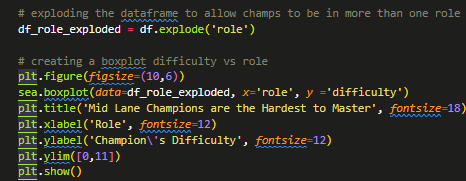 # exploding the dataframe to allow champs to be in more than one role
df_role_exploded = df.explode('role')
# creating a boxplot difficulty vs role
plt.figure(figsize=(10,6))
sea.boxplot(data=df_role_exploded, x='role', y ='difficulty')
plt.title('Mid Lane Champions are the Hardest to Master', fontsize=18)
plt.xlabel('Role', fontsize=12)
plt.ylabel('Champion\'s Difficulty', fontsize=12)
plt.ylim([0,11])
plt.show()